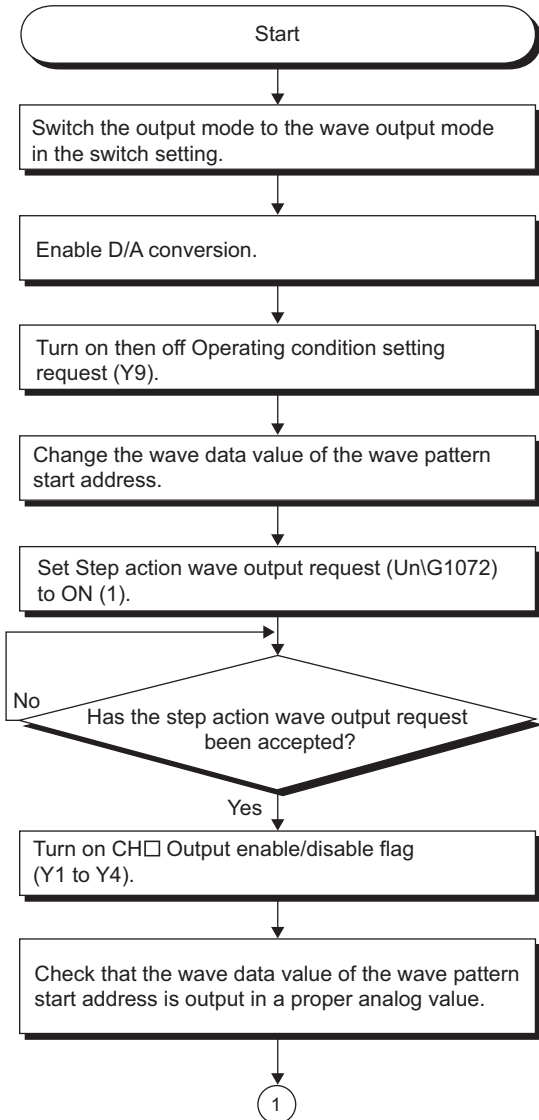 Start
Switch the output mode to the wave output mode
in the switch setting.
Enable D/A conversion.
Turn on then off Operating condition setting
request (Y9).
Change the wave data value of the wave pattern
start address.
Set Step action wave output request (Un\G1072)
to ON (1).
No
Has the step action wave output request
been accepted?
Yes
Turn on CH□ Output enable/disable flag
(Y1 to Y4).
Check that the wave data value of the wave pattern
start address is output in a proper analog value.
1